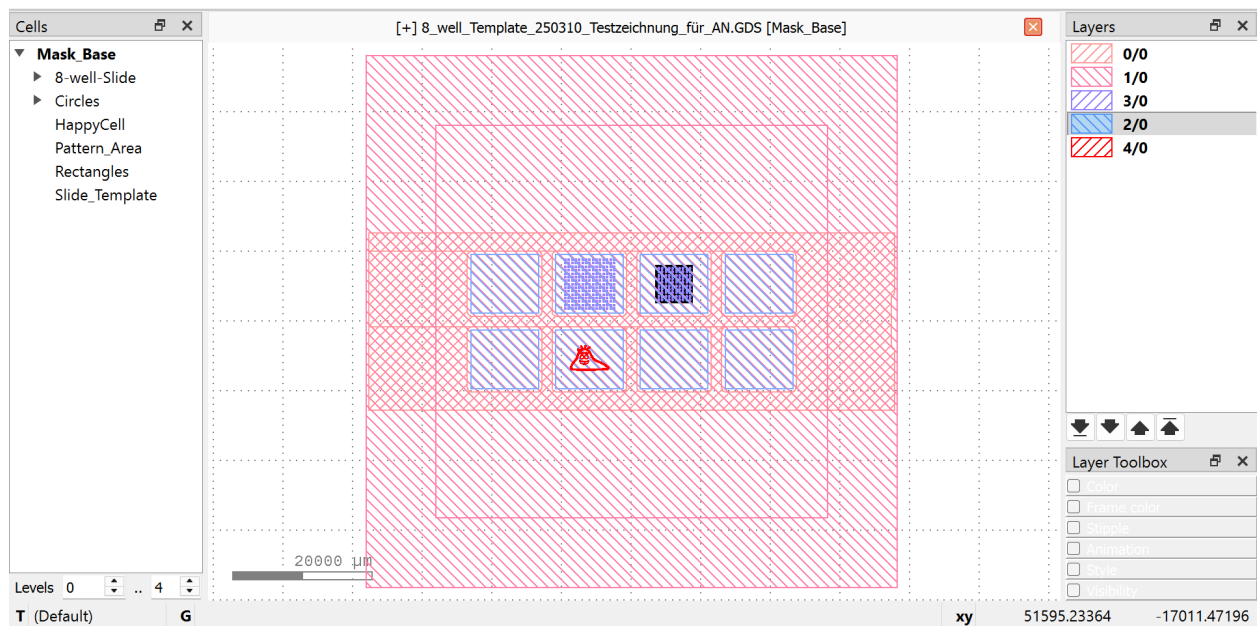 Cells
[+] 8_well_Template_250310_Testzeichnung_für_AN.GDS [Mask_Base]
Layers
Mask_Base
8-well-Slide
Circles
HappyCell
Pattern_Area
Rectangles
Slide_Template
0/0
1/0
3/0
2/0
4/0
20000 µm
Layer Toolbox
Color
Frame color
Stipple
Animation
Style
Visibility
Levels 0 .. 4
T (Default) G xy 51595.23364 -17011.47196